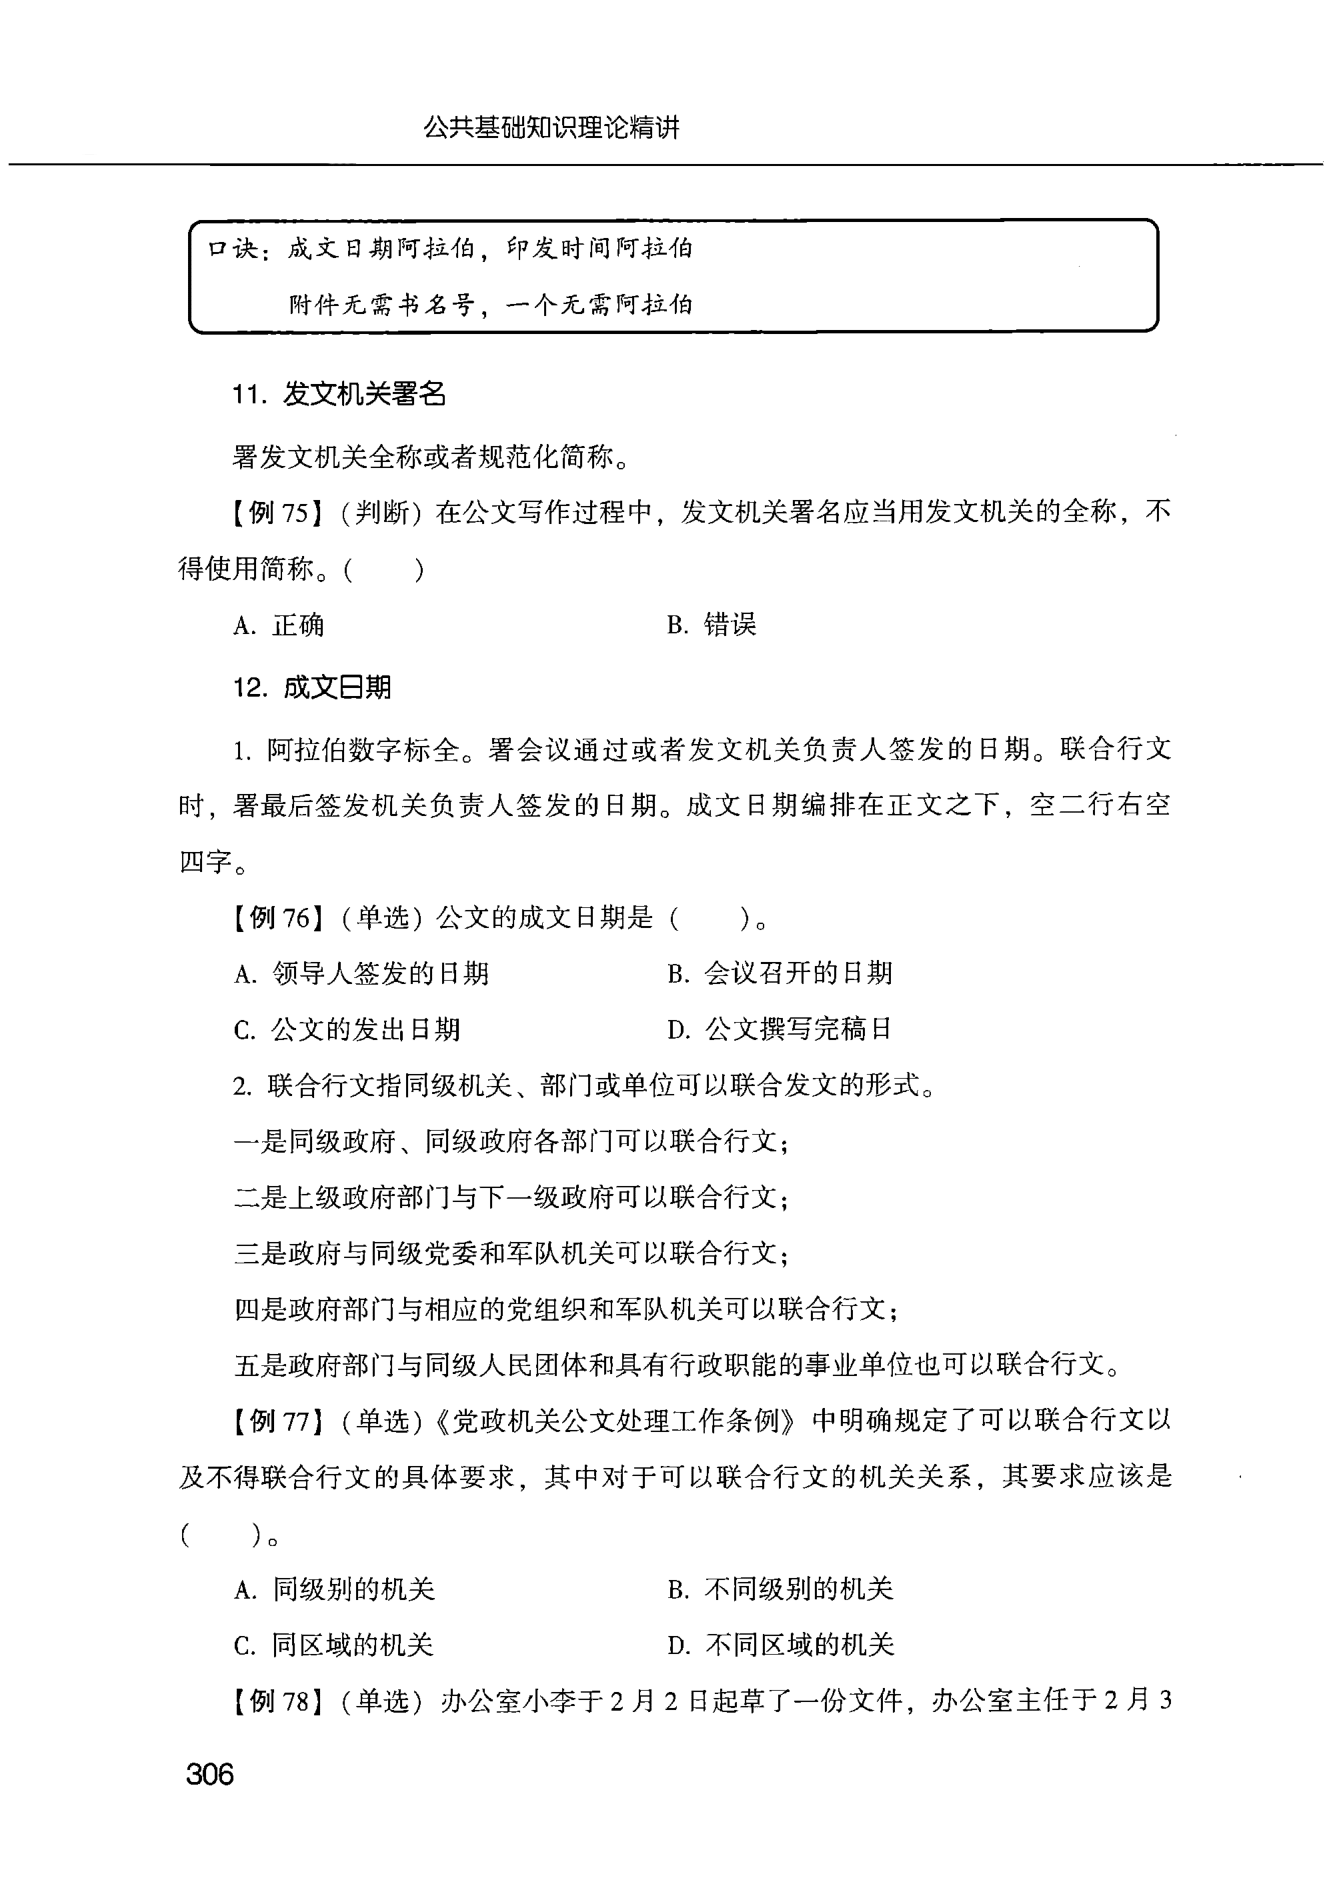 公共基础知识理论精讲
口诀：成文日期阿拉伯，印发时间阿拉伯
附件无需书名号，一个无需阿拉伯
11. 发文机关署名
署发文机关全称或者规范化简称。
【例 75】（判断）在公文写作过程中，发文机关署名应当用发文机关的全称，不
得使用简称。（　　）
A. 正确　　B. 错误
12. 成文日期
1. 阿拉伯数字标全。署会议通过或者发文机关负责人签发的日期。联合行文
时，署最后签发机关负责人签发的日期。成文日期编排在正文之下，空二行右空
四字。
【例 76】（单选）公文的成文日期是（　　）。
A. 领导人签发的日期　　B. 会议召开的日期
C. 公文的发出日期　　D. 公文撰写完稿日
2. 联合行文指同级机关、部门或单位可以联合发文的形式。
一是同级政府、同级政府各部门可以联合行文；
二是上级政府部门与下一级政府可以联合行文；
三是政府与同级党委和军队机关可以联合行文；
四是政府部门与相应的党组织和军队机关可以联合行文；
五是政府部门与同级人民团体和具有行政职能的事业单位也可以联合行文。
【例 77】（单选）《党政机关公文处理工作条例》中明确规定了可以联合行文以
及不得联合行文的具体要求，其中对于可以联合行文的机关关系，其要求应该是
（　　）。
A. 同级别的机关　　B. 不同级别的机关
C. 同区域的机关　　D. 不同区域的机关
【例 78】（单选）办公室小李于 2 月 2 日起草了一份文件，办公室主任于 2 月 3
306